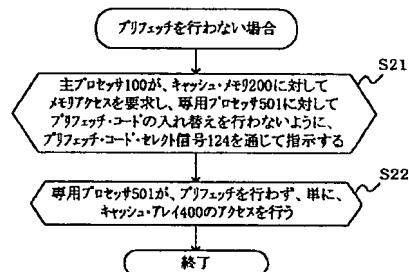 プリフェッチを行わない場合
S21
主プロセッサ100が、キャッシュ・メモリ200に対して
メモリアクセスを要求し、専用プロセッサ501に対して
プリフェッチ・コードの入れ替えを行わないように、
プリフェッチ・コード・セレクト信号124を通じて指示する
S22
専用プロセッサ501が、プリフェッチを行わず、単に、
キャッシュ・アレイ400のアクセスを行う
終了